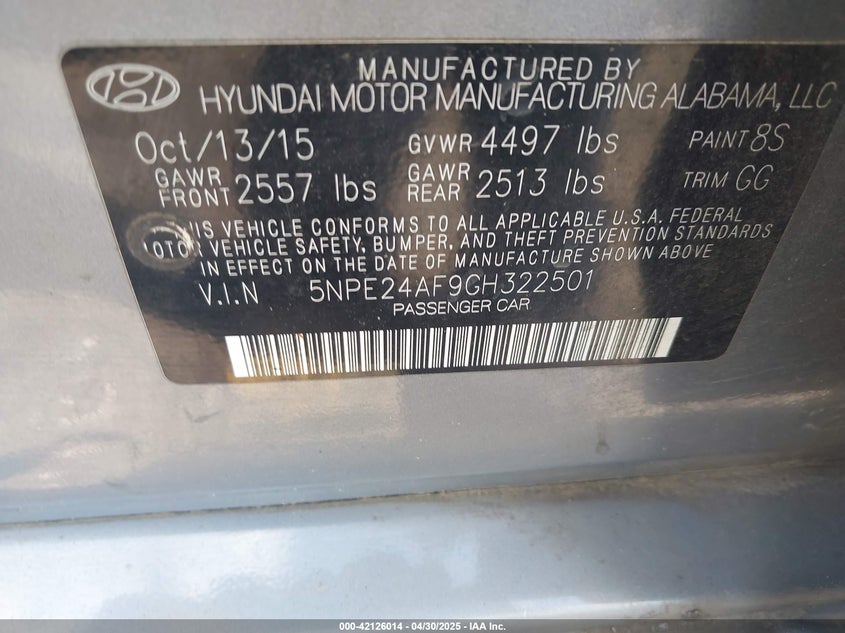 MANUFACTURED BY
HYUNDAI MOTOR MANUFACTURING ALABAMA, LLC
Oct/13/15 GVWR 4497 lbs PAINT 8S
GAWR FRONT 2557 lbs GAWR REAR 2513 lbs TRIM GG
THIS VEHICLE CONFORMS TO ALL APPLICABLE U.S.A. FEDERAL
MOTOR VEHICLE SAFETY, BUMPER, AND THEFT PREVENTION STANDARDS
IN EFFECT ON THE DATE OF MANUFACTURE SHOWN ABOVE
V.I.N 5NPE24AF9GH322501
PASSENGER CAR
000-42126014 - 04/30/2025 - IAA Inc.